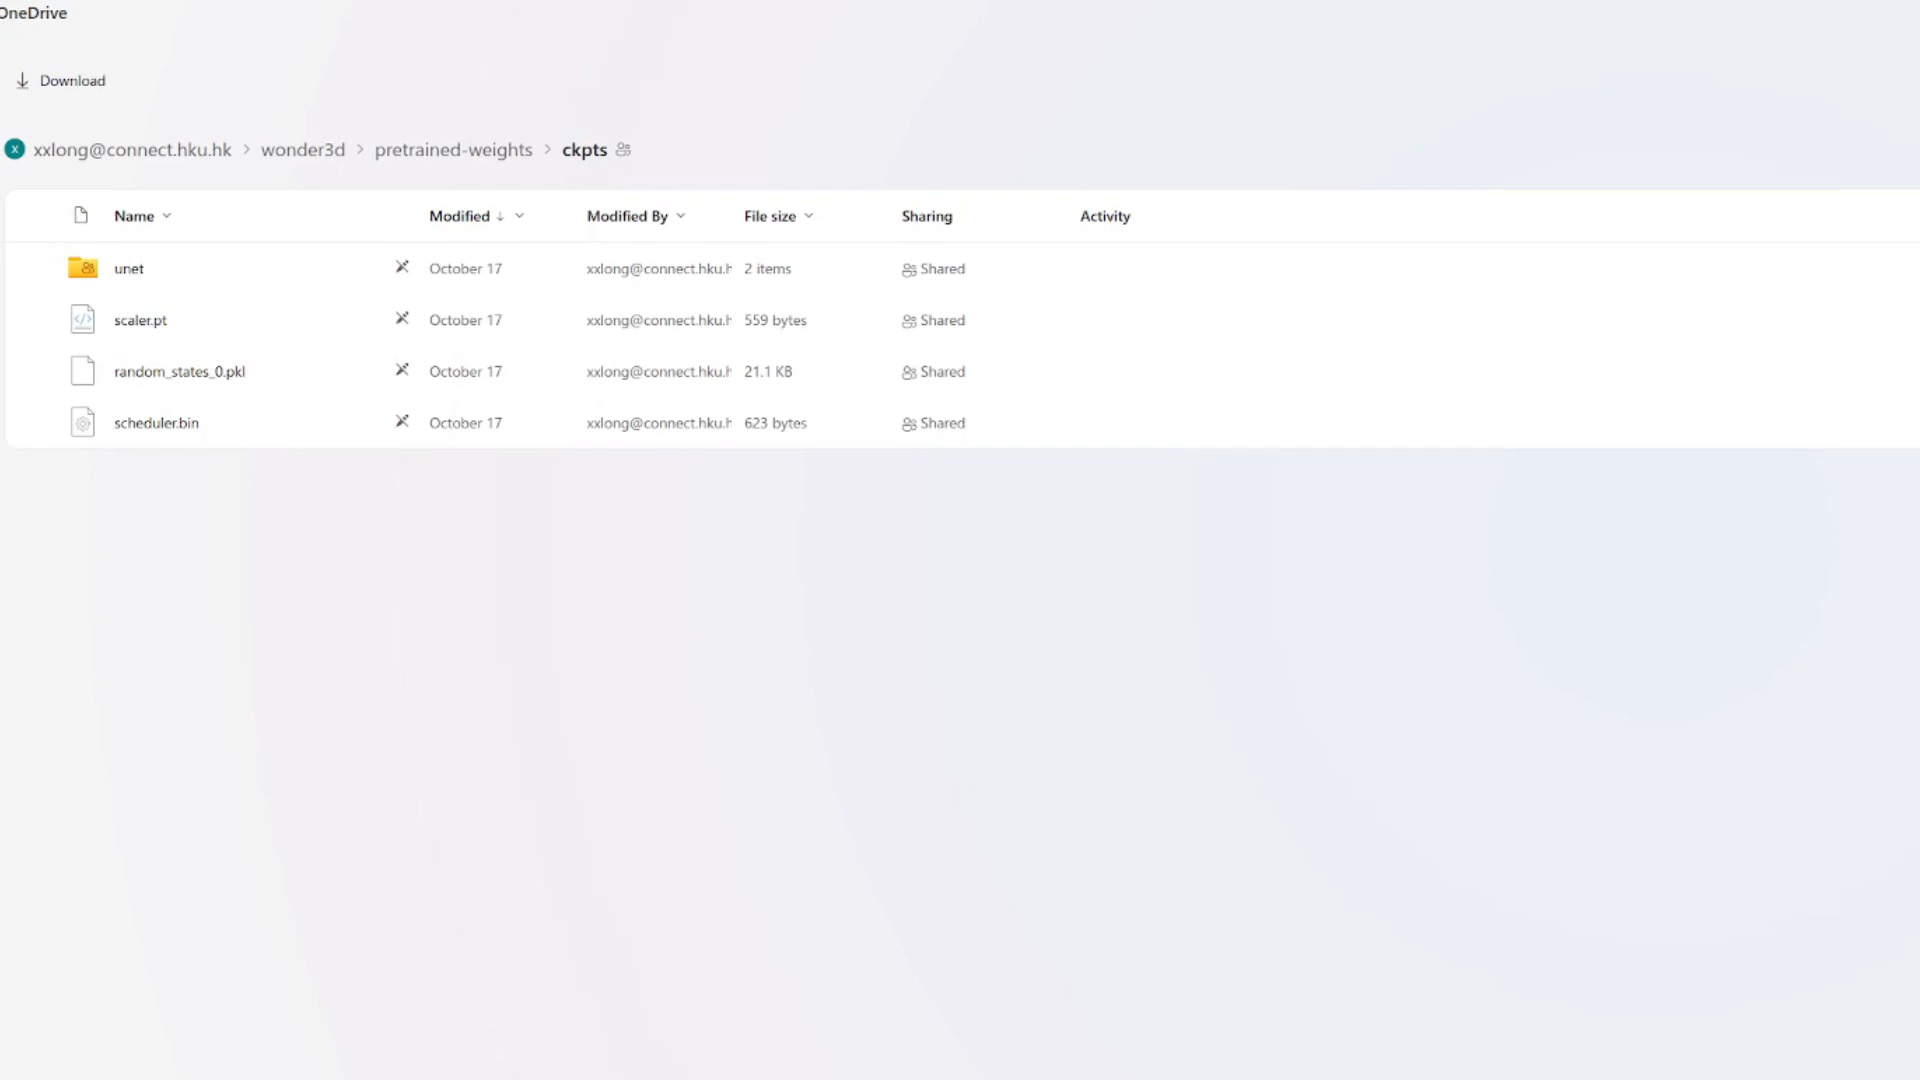 OneDrive
Download
x xxlong@connect.hku.hk > wonder3d > pretrained-weights > ckpts
Name Modified ↓ Modified By File size Sharing Activity
unet October 17 xxlong@connect.hku.h 2 items Shared
scaler.pt October 17 xxlong@connect.hku.h 559 bytes Shared
random_states_0.pkl October 17 xxlong@connect.hku.h 21.1 KB Shared
scheduler.bin October 17 xxlong@connect.hku.h 623 bytes Shared